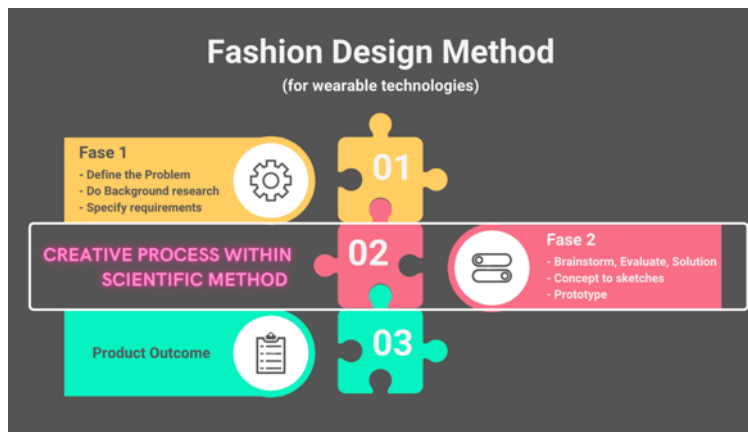 Fashion Design Method
(for wearable technologies)
Fase 1
- Define the Problem
- Do Background research
- Specify requirements
01
CREATIVE PROCESS WITHIN
SCIENTIFIC METHOD
02
Fase 2
- Brainstorm, Evaluate, Solution
- Concept to sketches
- Prototype
Product Outcome
03